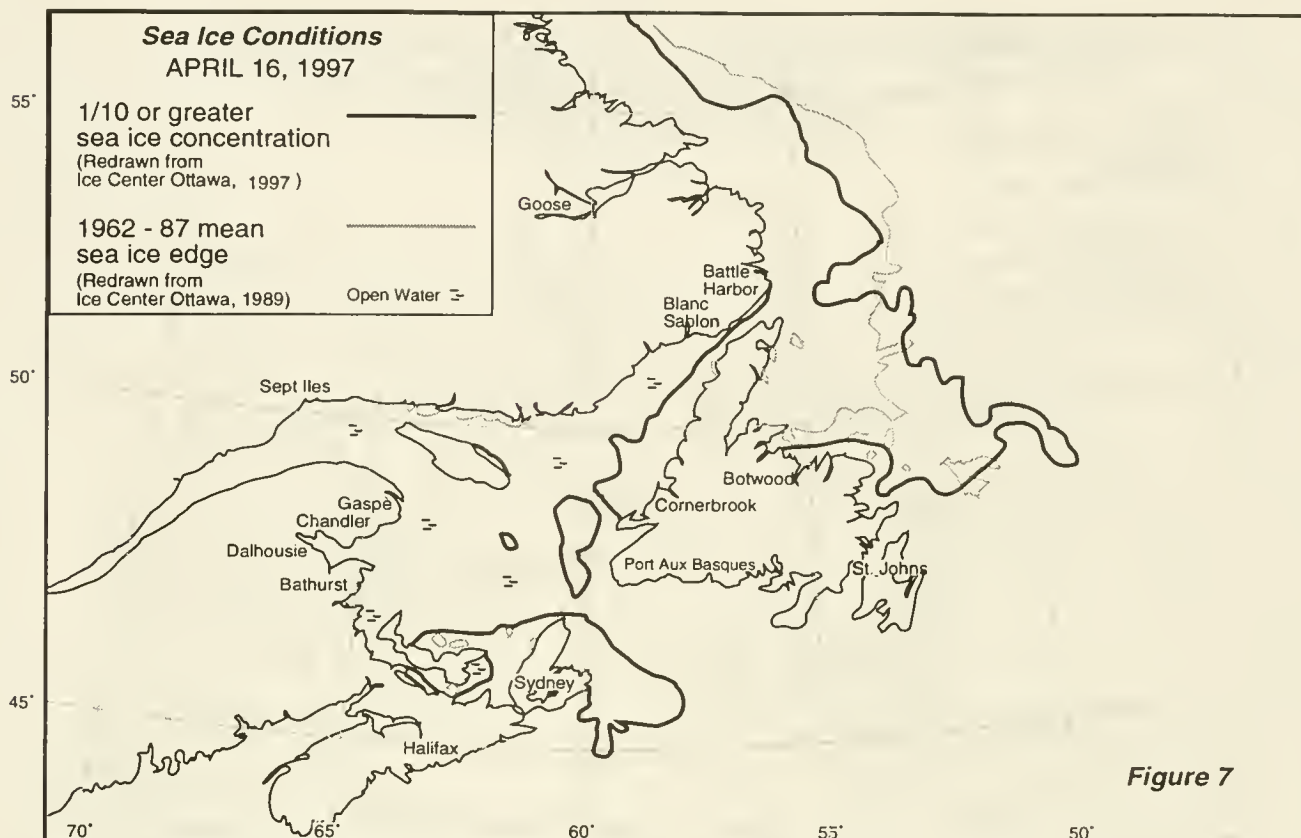 Sea Ice Conditions
APRIL 16, 1997
1/10 or greater
sea ice concentration
(Redrawn from
Ice Center Ottawa, 1997 )
1962 - 87 mean
sea ice edge
(Redrawn from
Ice Center Ottawa, 1989)
Open Water
55°
50°
45°
Goose
Battle
Harbor
Blanc
Sablon
Sept Iles
Gaspè
Chandler
Dalhousie
Bathurst
Botwood
Cornerbrook
Port Aux Basques
St. Johns
Sydney
Halifax
Figure 7
70°
65°
60°
55°
50°